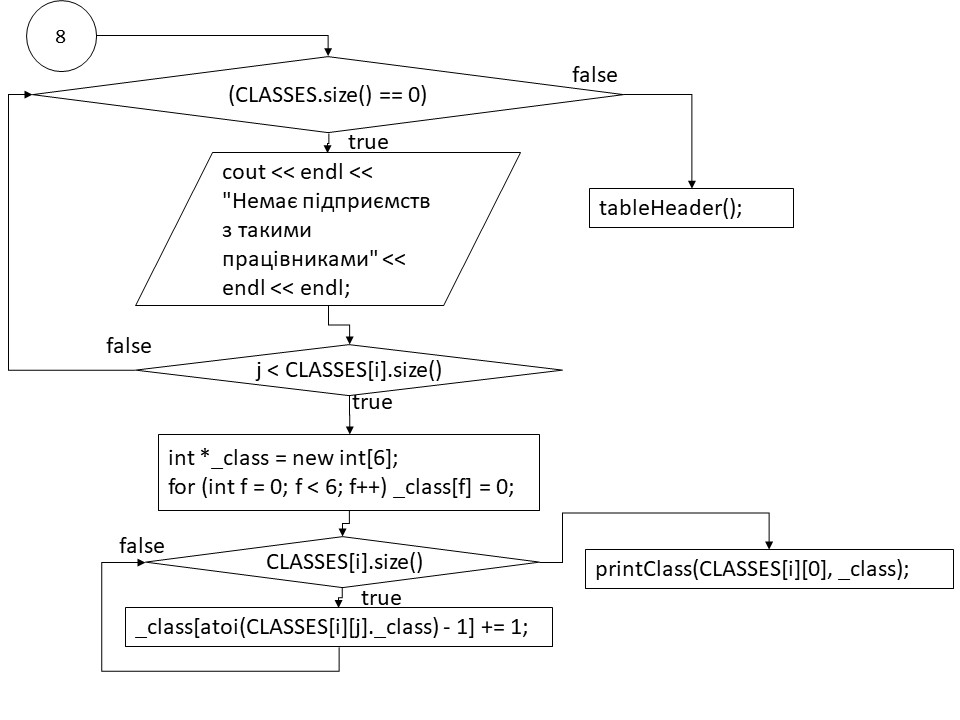 8
(CLASSES.size() == 0)
false
true
cout << endl <<
"Немає підприємств
з такими
працівниками" <<
endl << endl;
tableHeader();
false
j < CLASSES[i].size()
true
int *_class = new int[6];
for (int f = 0; f < 6; f++) _class[f] = 0;
false
CLASSES[i].size()
printClass(CLASSES[i][0], _class);
true
_class[atoi(CLASSES[i][j]._class) - 1] += 1;